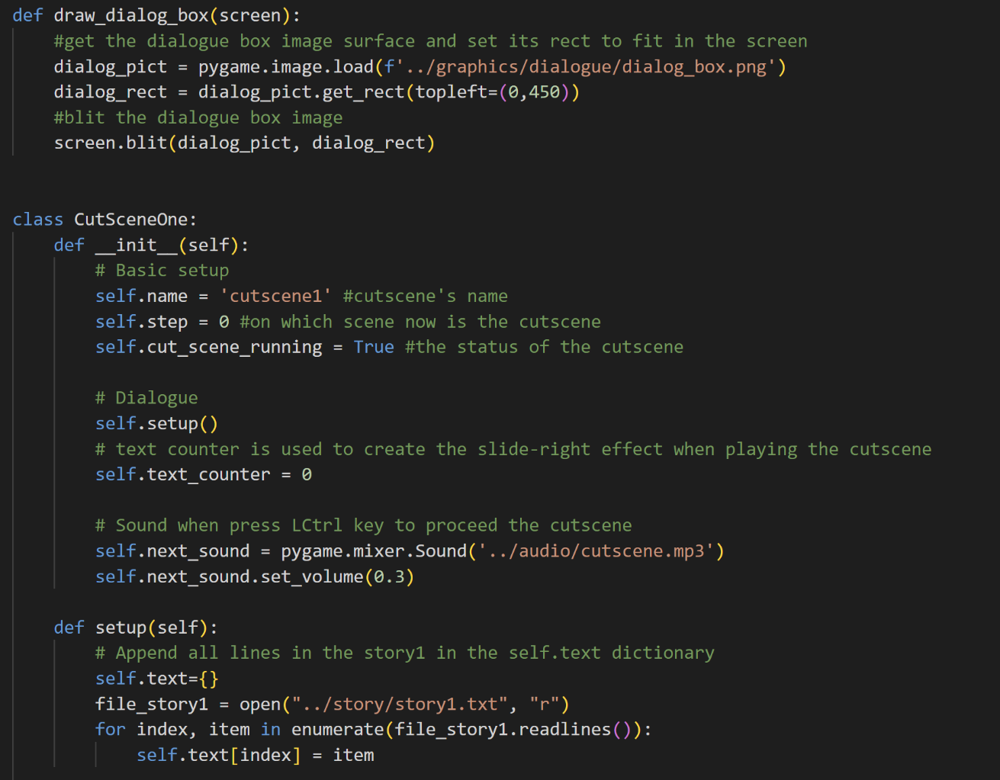 def draw_dialog_box(screen):
    #get the dialogue box image surface and set its rect to fit in the screen
    dialog_pict = pygame.image.load(f'../graphics/dialogue/dialog_box.png')
    dialog_rect = dialog_pict.get_rect(topleft=(0,450))
    #blit the dialogue box image
    screen.blit(dialog_pict, dialog_rect)
class CutSceneOne:
    def __init__(self):
        # Basic setup
        self.name = 'cutscene1' #cutscene's name
        self.step = 0 #on which scene now is the cutscene
        self.cut_scene_running = True #the status of the cutscene
        # Dialogue
        self.setup()
        # text counter is used to create the slide-right effect when playing the cutscene
        self.text_counter = 0
        # Sound when press LCtrl key to proceed the cutscene
        self.next_sound = pygame.mixer.Sound('../audio/cutscene.mp3')
        self.next_sound.set_volume(0.3)
    def setup(self):
        # Append all lines in the story1 in the self.text dictionary
        self.text={}
        file_story1 = open("../story/story1.txt", "r")
        for index, item in enumerate(file_story1.readlines()):
            self.text[index] = item